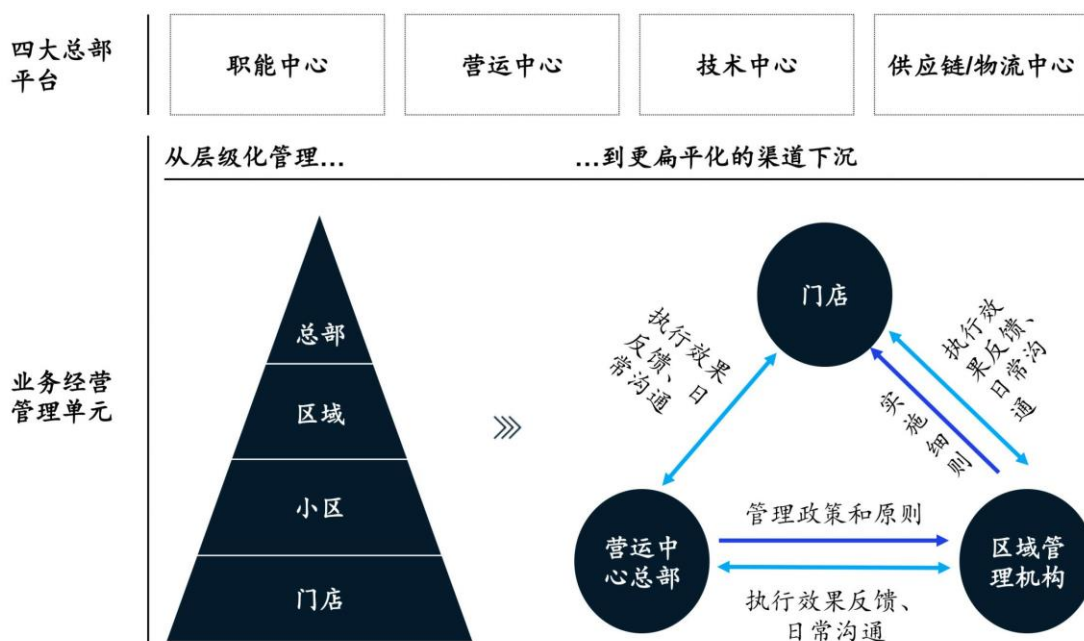 四大总部
平台
职能中心
营运中心
技术中心
供应链/物流中心
从层级化管理...
...到更扁平化的渠道下沉
业务经营
管理单元
总部
区域
小区
门店
门店
执行效果
反馈、日
常沟通
执行效
果反馈、
日常沟
通
实施细则
营运中
心总部
管理政策和原则
区域管
理机构
执行效果反馈、
日常沟通